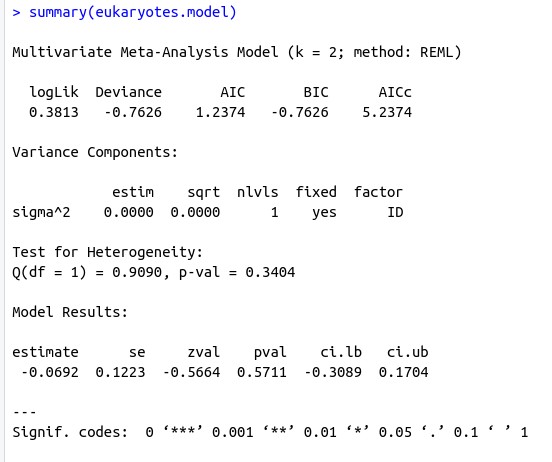 > summary(eukaryotes.model)
Multivariate Meta-Analysis Model (k = 2; method: REML)
logLik Deviance AIC BIC AICc
0.3813 -0.7626 1.2374 -0.7626 5.2374
Variance Components:
estim sqrt nlvls fixed factor
sigma^2 0.0000 0.0000 1 yes ID
Test for Heterogeneity:
Q(df = 1) = 0.9090, p-val = 0.3404
Model Results:
estimate se zval pval ci.lb ci.ub
-0.0692 0.1223 -0.5664 0.5711 -0.3089 0.1704
---
Signif. codes: 0 ‘***’ 0.001 ‘**’ 0.01 ‘*’ 0.05 ‘.’ 0.1 ‘ ’ 1